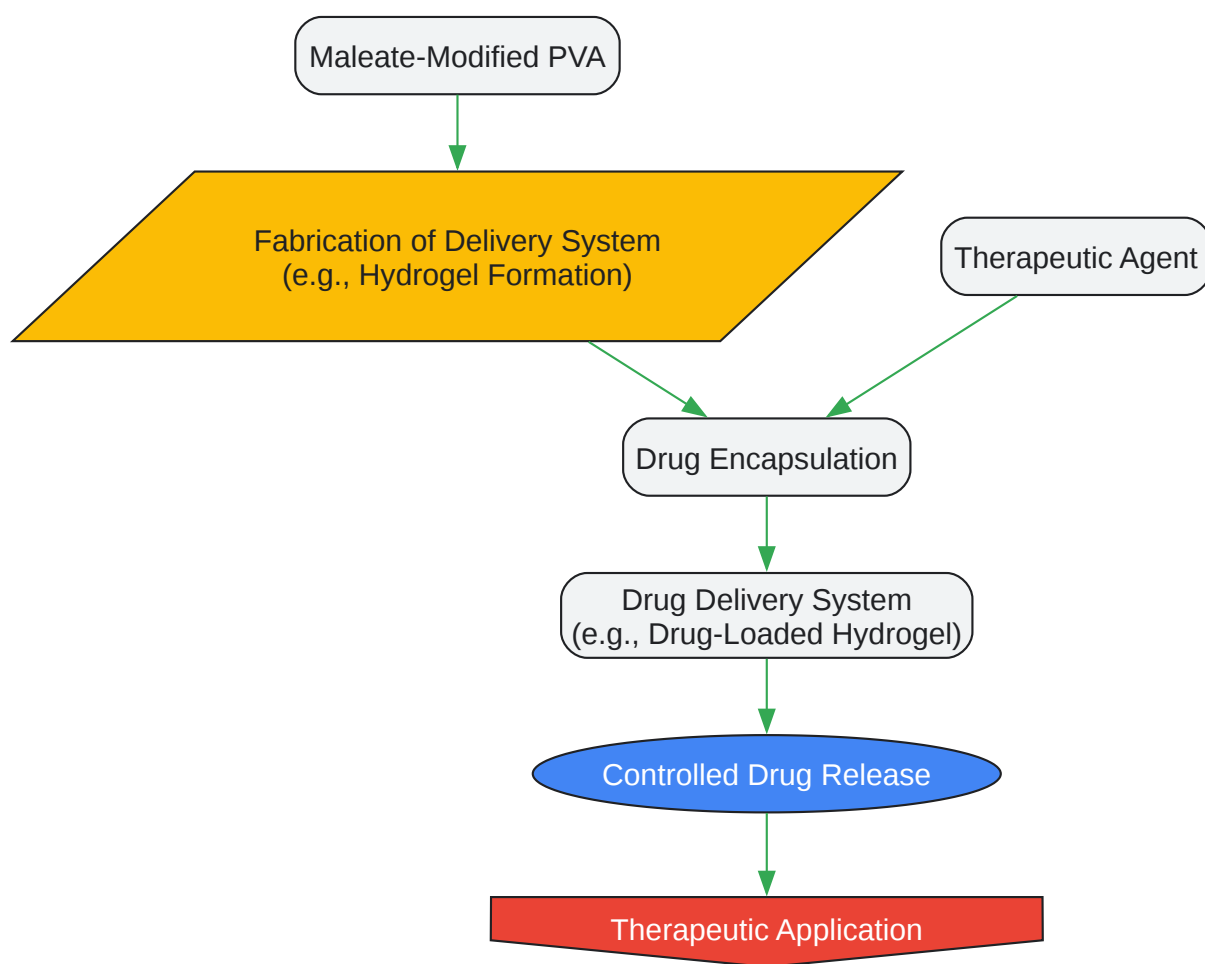 Maleate-Modified PVA
Fabrication of Delivery System
(e.g., Hydrogel Formation)
Therapeutic Agent
Drug Encapsulation
Drug Delivery System
(e.g., Drug-Loaded Hydrogel)
Controlled Drug Release
Therapeutic Application